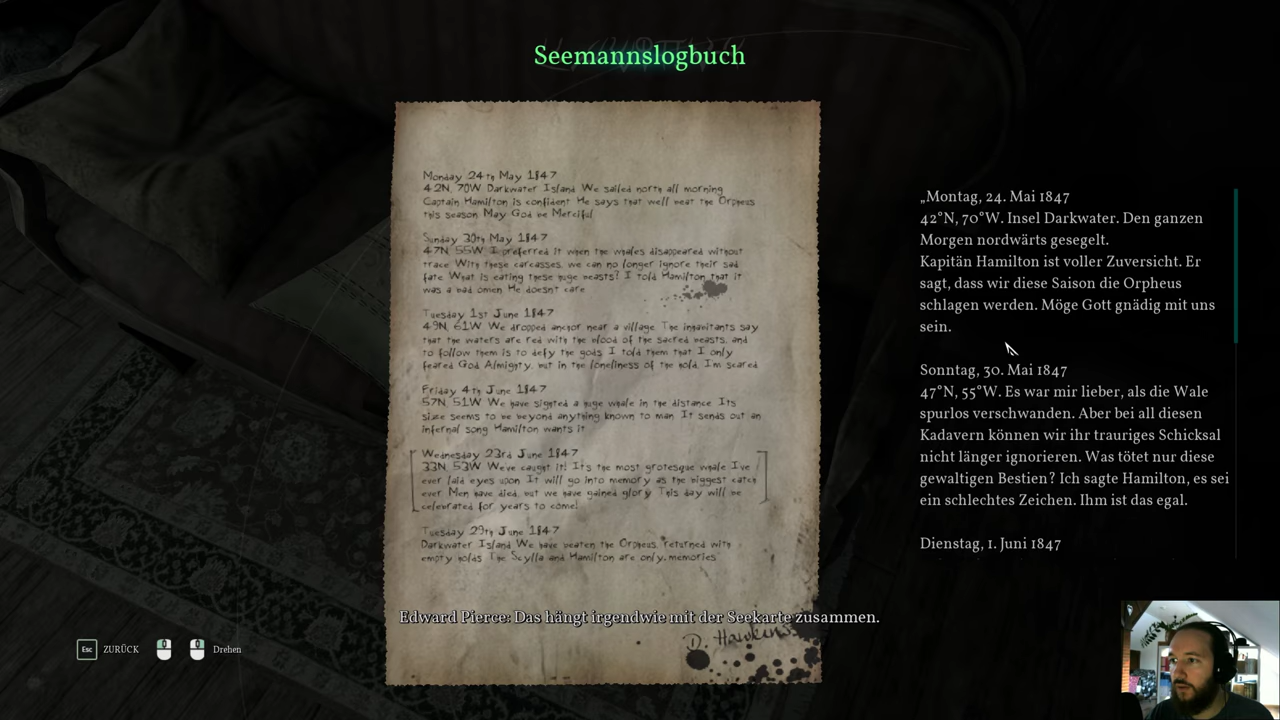 Seemannslogbuch
Monday 24th May 1847
42N, 70W Darkwater Island We sailed north all morning
Captain Hamilton is confident He says that well beat the Orpheus
this season May God be Merciful
Sunday 30th May 1847
47N 55W I preferred it when the whales disappeared without
trace With these carcasses, we can no longer ignore their sad
fate What is eating these huge beasts? I told Hamilton that it
was a bad omen He doesnt care
Tuesday 1st June 1847
49N, 61W We dropped anchor near a village The inhabitants say
that the waters are red with the blood of the sacred beasts, and
to follow them is to defy the gods I told them that I only
feared God Almighty, but in the loneliness of the hold, I'm scared
Friday 4th June 1847
57N 51W We have sighted a huge whale in the distance Its
size seems to be beyond anything known to man It sends out an
infernal song Hamilton wants it
Wednesday 23rd June 1847
33N 53W We've caught it! It's the most grotesque whale I've
ever laid eyes upon It will go into memory as the biggest catch
ever Men have died, but we have gained glory This day will be
celebrated for years to come!
Tuesday 29th June 1847
Darkwater Island We have beaten the Orpheus, returned with
empty holds The Scylla and Hamilton are only memories
D. Hawkins
„Montag, 24. Mai 1847
42°N, 70°W. Insel Darkwater. Den ganzen
Morgen nordwärts gesegelt.
Kapitän Hamilton ist voller Zuversicht. Er
sagt, dass wir diese Saison die Orpheus
schlagen werden. Möge Gott gnädig mit uns
sein.
Sonntag, 30. Mai 1847
47°N, 55°W. Es war mir lieber, als die Wale
spurlos verschwanden. Aber bei all diesen
Kadavern können wir ihr trauriges Schicksal
nicht länger ignorieren. Was tötet nur diese
gewaltigen Bestien? Ich sagte Hamilton, es sei
ein schlechtes Zeichen. Ihm ist das egal.
Dienstag, 1. Juni 1847
Edward Pierce: Das hängt irgendwie mit der Seekarte zusammen.
Esc ZURÜCK Drehen